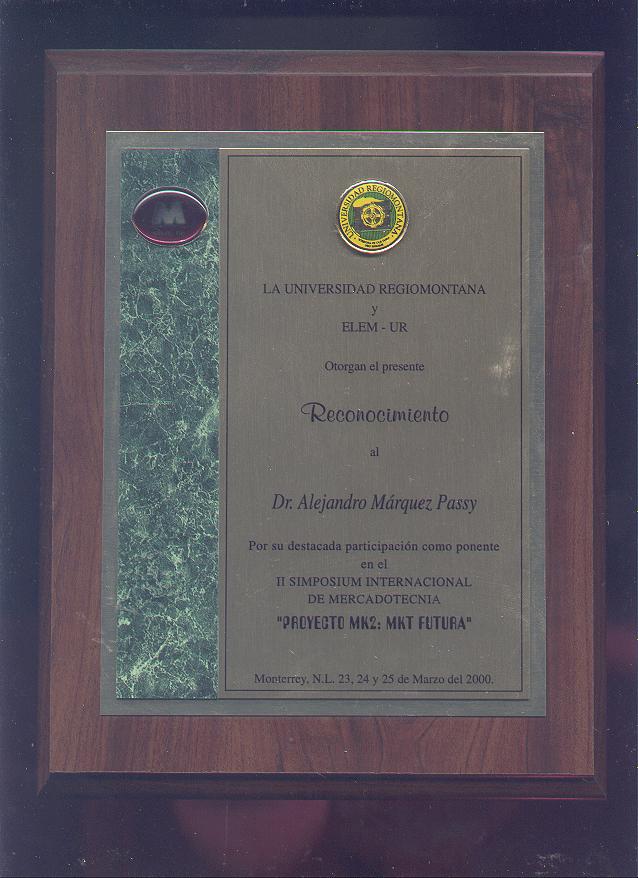 M
UNIVERSIDAD REGIOMONTANA
LA UNIVERSIDAD REGIOMONTANA
y
ELEM - UR
Otorgan el presente
Reconocimiento
al
Dr. Alejandro Márquez Passy
Por su destacada participación como ponente
en el
II SIMPOSIUM INTERNACIONAL
DE MERCADOTECNIA
"PROYECTO MK2: MKT FUTURA"
Monterrey, N.L. 23, 24 y 25 de Marzo del 2000.